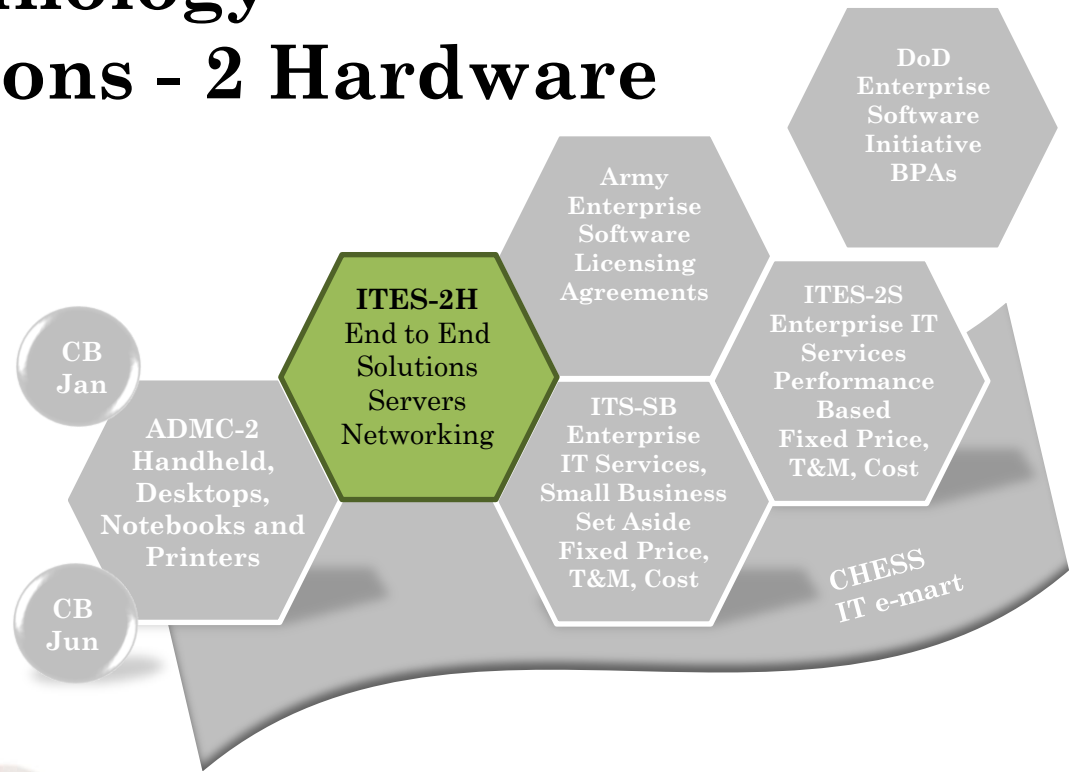 ons - 2 Hardware
DoD
Enterprise
Software
Initiative
BPAs
Army
Enterprise
Software
Licensing
Agreements
ITES-2H
End to End
Solutions
Servers
Networking
ITES-2S
Enterprise IT
Services
Performance
Based
Fixed Price,
T&M, Cost
CB
Jan
ADMC-2
Handheld,
Desktops,
Notebooks and
Printers
ITS-SB
Enterprise
IT Services,
Small Business
Set Aside
Fixed Price,
T&M, Cost
CB
Jun
CHESS
IT e-mart